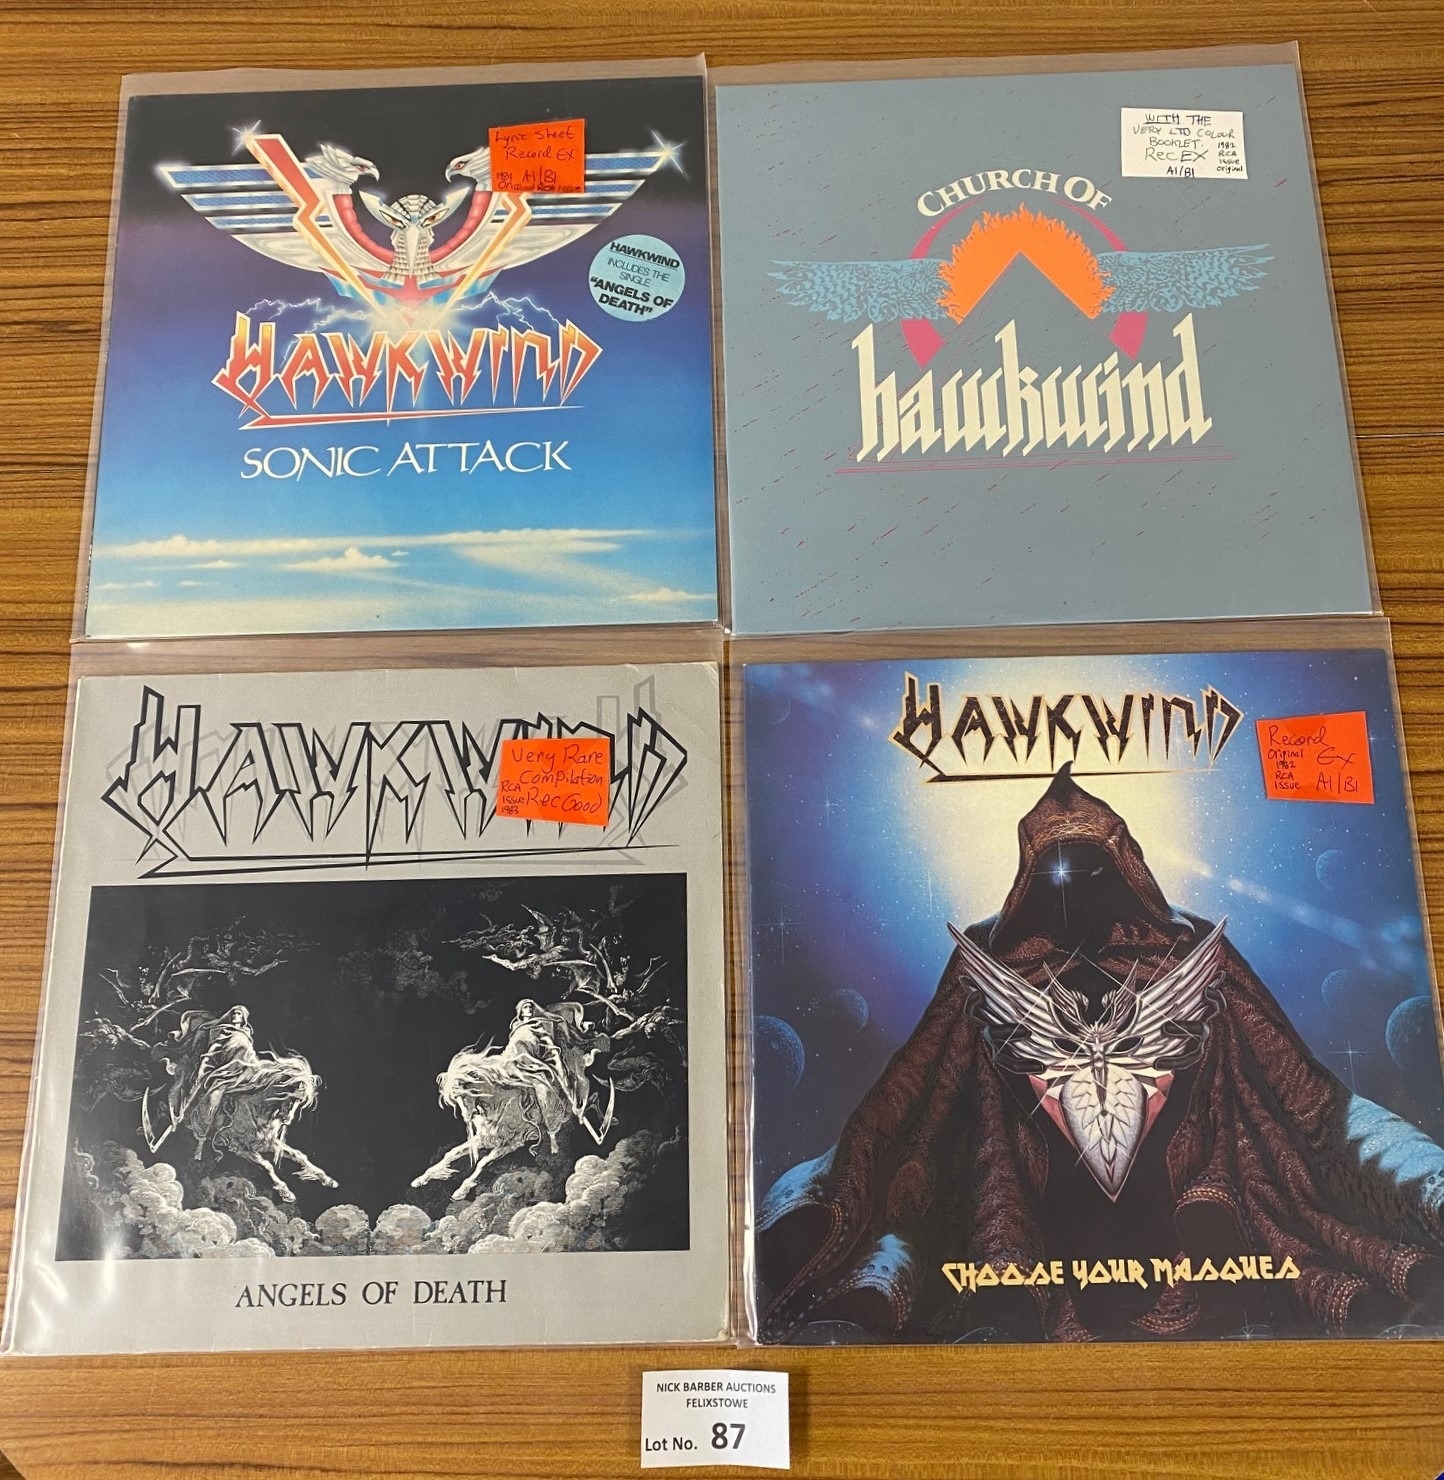 Lyric Sheet
Record Ex
1981 A1/B1
Original RCA issue
HAWKWIND
INCLUDES THE
SINGLE
"ANGELS OF
DEATH"
HAWKWIND
SONIC ATTACK
WITH THE
VERY LTD COLOUR
BOOKLET.
Rec EX
A1/B1
1982
RCA
issue
original
CHURCH OF
hawkwind
HAWKWIND
Very Rare
Compilation
Rec Good
RCA
issue
1983
ANGELS OF DEATH
HAWKWIND
Record
Ex
A1/B1
original
1982
RCA
issue
CHOOSE YOUR MASQUES
NICK BARBER AUCTIONS
FELIXSTOWE
Lot No. 87